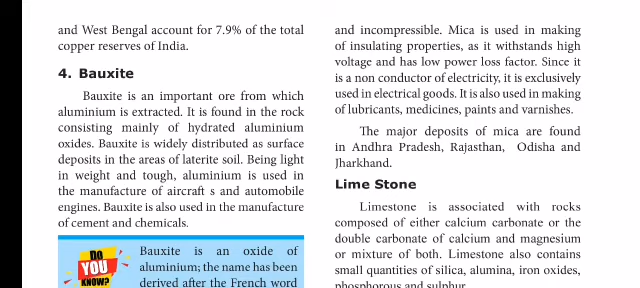 and West Bengal account for 7.9% of the total
copper reserves of India.
4. Bauxite
Bauxite is an important ore from which
aluminium is extracted. It is found in the rock
consisting mainly of hydrated aluminium
oxides. Bauxite is widely distributed as surface
deposits in the areas of laterite soil. Being light
in weight and tough, aluminium is used in
the manufacture of aircraft s and automobile
engines. Bauxite is also used in the manufacture
of cement and chemicals.
DO
YOU
KNOW?
Bauxite is an oxide of
aluminium; the name has been
derived after the French word
and incompressible. Mica is used in making
of insulating properties, as it withstands high
voltage and has low power loss factor. Since it
is a non conductor of electricity, it is exclusively
used in electrical goods. It is also used in making
of lubricants, medicines, paints and varnishes.
The major deposits of mica are found
in Andhra Pradesh, Rajasthan, Odisha and
Jharkhand.
Lime Stone
Limestone is associated with rocks
composed of either calcium carbonate or the
double carbonate of calcium and magnesium
or mixture of both. Limestone also contains
small quantities of silica, alumina, iron oxides,
phosphorous and sulphur.